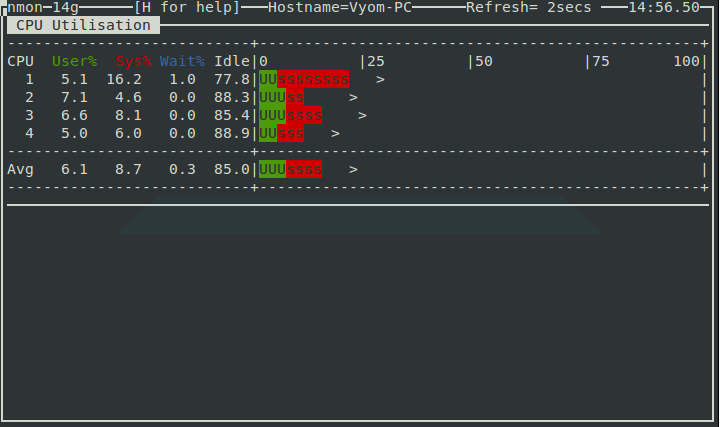 nmon-14g [H for help] Hostname=Vyom-PC Refresh= 2secs 14:56.50
CPU Utilisation
---------------------------+-------------------------------------------------+
CPU User% Sys% Wait% Idle|0 |25 |50 |75 100|
1 5.1 16.2 1.0 77.8|UUssssssss > |
2 7.1 4.6 0.0 88.3|UUUss > |
3 6.6 8.1 0.0 85.4|UUUssss > |
4 5.0 6.0 0.0 88.9|UUsss > |
---------------------------+-------------------------------------------------+
Avg 6.1 8.7 0.3 85.0|UUUssss > |
---------------------------+-------------------------------------------------+